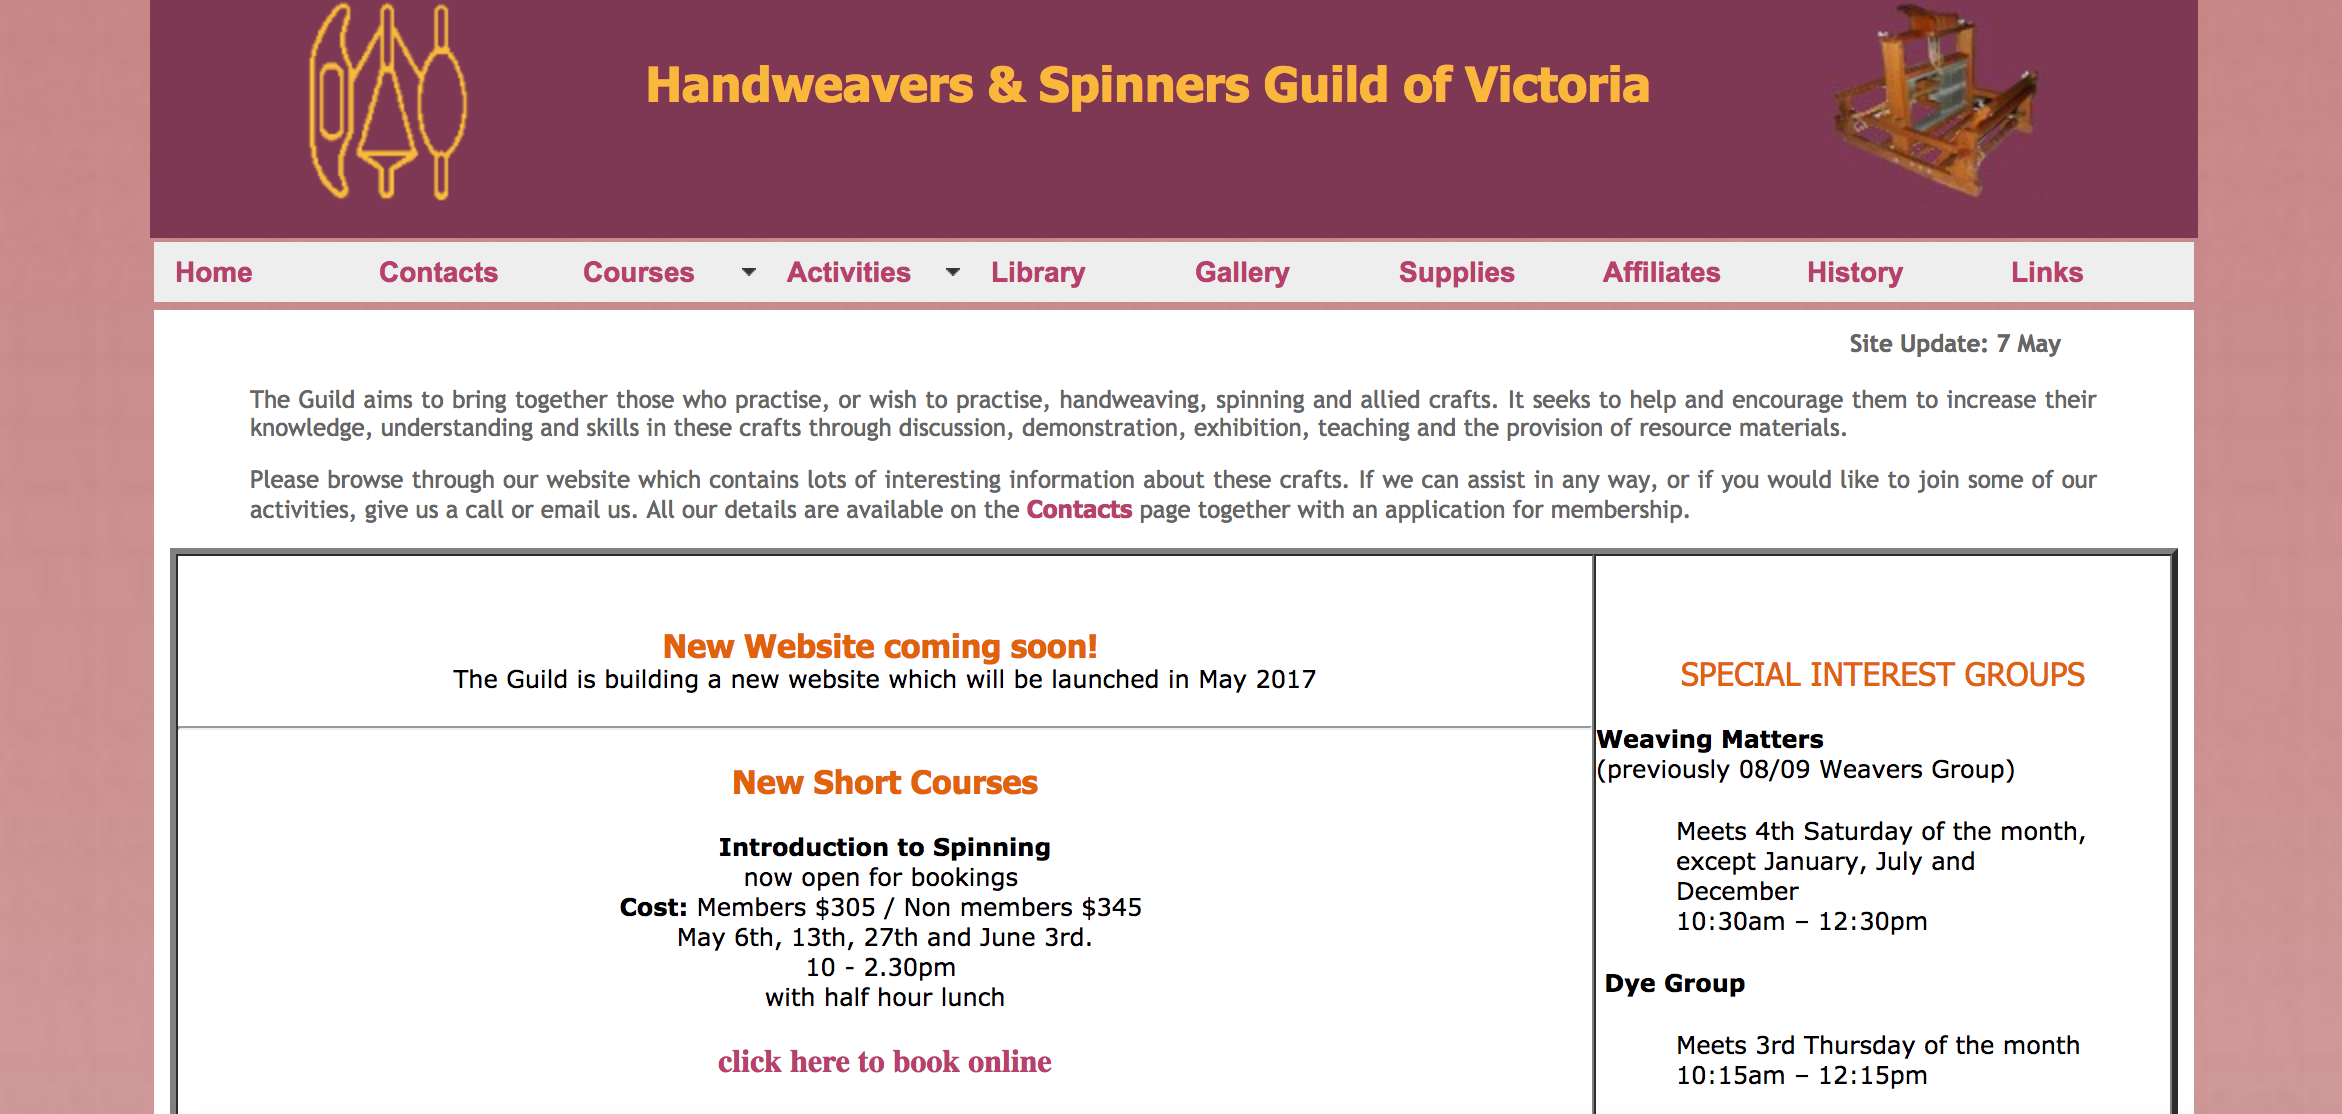 Handweavers & Spinners Guild of Victoria
Home Contacts Courses Activities Library Gallery Supplies Affiliates History Links
Site Update: 7 May
The Guild aims to bring together those who practise, or wish to practise, handweaving, spinning and allied crafts. It seeks to help and encourage them to increase their
knowledge, understanding and skills in these crafts through discussion, demonstration, exhibition, teaching and the provision of resource materials.
Please browse through our website which contains lots of interesting information about these crafts. If we can assist in any way, or if you would like to join some of our
activities, give us a call or email us. All our details are available on the Contacts page together with an application for membership.
New Website coming soon!
The Guild is building a new website which will be launched in May 2017
New Short Courses
Introduction to Spinning
now open for bookings
Cost: Members $305 / Non members $345
May 6th, 13th, 27th and June 3rd.
10 - 2.30pm
with half hour lunch
click here to book online
SPECIAL INTEREST GROUPS
Weaving Matters
(previously 08/09 Weavers Group)
Meets 4th Saturday of the month,
except January, July and
December
10:30am – 12:30pm
Dye Group
Meets 3rd Thursday of the month
10:15am – 12:15pm